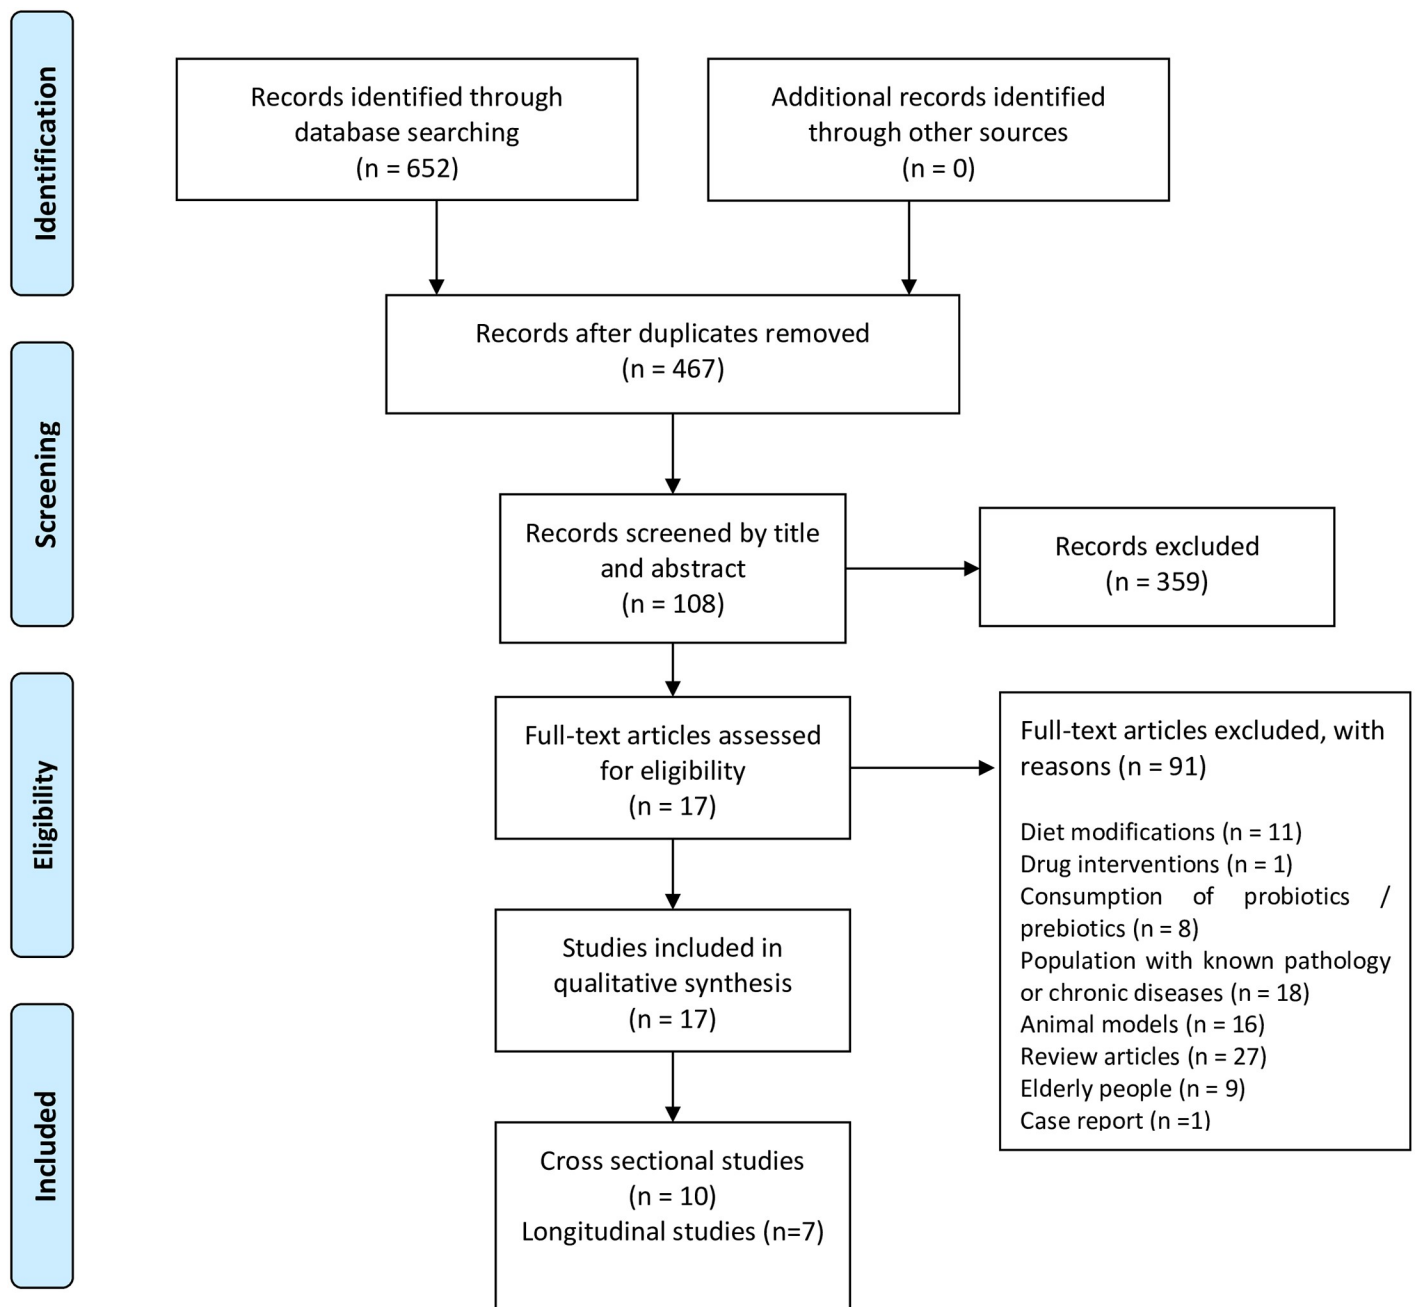 Identification
Records identified through
database searching
(n = 652)
Additional records identified
through other sources
(n = 0)
Records after duplicates removed
(n = 467)
Screening
Records screened by title
and abstract
(n = 108)
Records excluded
(n = 359)
Eligibility
Full-text articles assessed
for eligibility
(n = 17)
Full-text articles excluded, with
reasons (n = 91)
Diet modifications (n = 11)
Drug interventions (n = 1)
Consumption of probiotics /
prebiotics (n = 8)
Population with known pathology
or chronic diseases (n = 18)
Animal models (n = 16)
Review articles (n = 27)
Elderly people (n = 9)
Case report (n =1)
Studies included in
qualitative synthesis
(n = 17)
Included
Cross sectional studies
(n = 10)
Longitudinal studies (n=7)